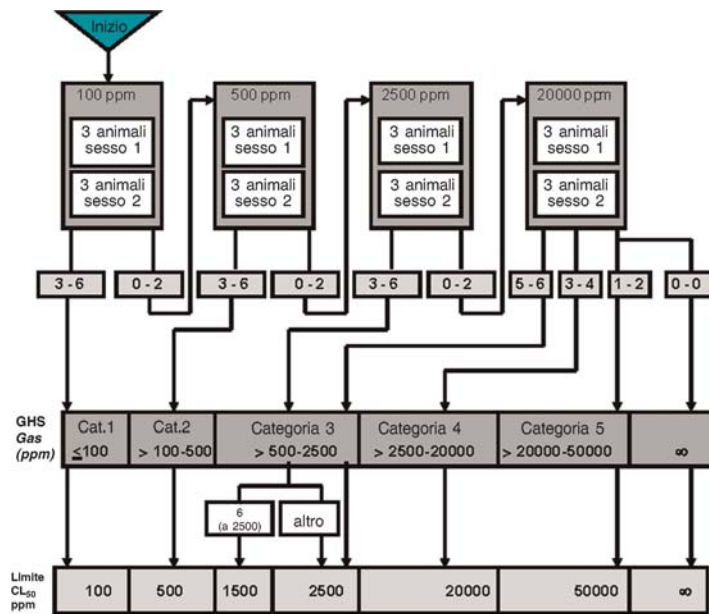 Inizio
100 ppm
500 ppm
2500 ppm
20000 ppm
3 animali
sesso 1
3 animali
sesso 1
3 animali
sesso 1
3 animali
sesso 1
3 animali
sesso 2
3 animali
sesso 2
3 animali
sesso 2
3 animali
sesso 2
3 - 6
0 - 2
3 - 6
0 - 2
3 - 6
0 - 2
5 - 6
3 - 4
1 - 2
0 - 0
GHS
Gas
(ppm)
Cat.1
≤100
Cat.2
> 100-500
Categoria 3
> 500-2500
Categoria 4
> 2500-20000
Categoria 5
> 20000-50000
∞
6
(a 2500)
altro
Limite
CL50
ppm
100
500
1500
2500
20000
50000
∞